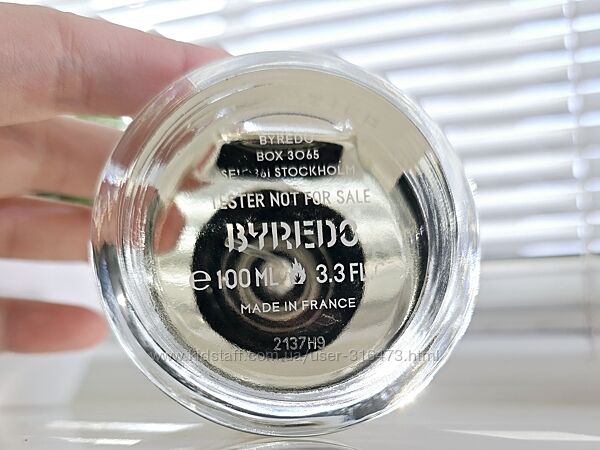 BYREDO
BOX 3065
STOCKHOLM
TESTER NOT FOR SALE
BYREDO
e 100 ML 3.3 FL
MADE IN FRANCE
2137H9
www.kidstaff.com.ua/user-316473.html